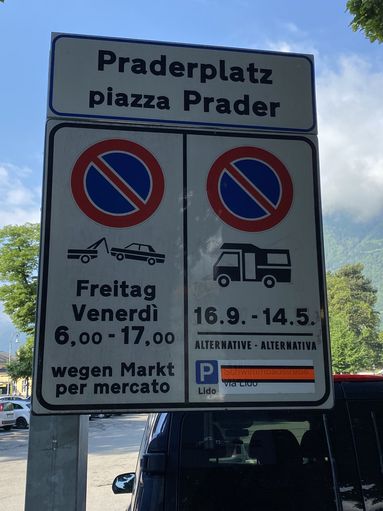 Praderplatz
piazza Prader
Freitag
Venerdì
6,00 - 17,00
wegen Markt
per mercato
16.9. - 14.5.
ALTERNATIVE - ALTERNATIVA
P
Lido
via Lido